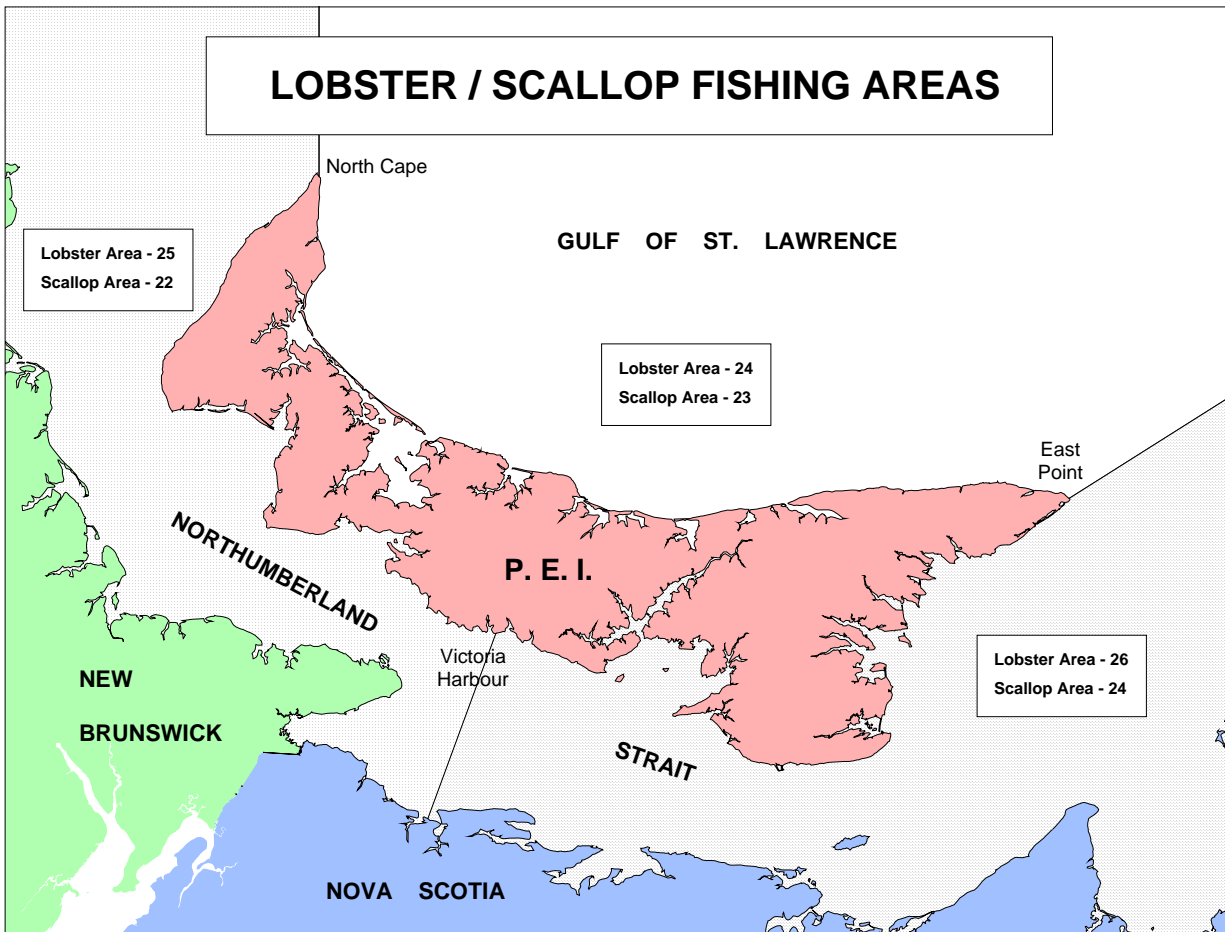 LOBSTER / SCALLOP FISHING AREAS
North Cape
GULF OF ST. LAWRENCE
Lobster Area - 25
Scallop Area - 22
Lobster Area - 24
Scallop Area - 23
East
Point
NORTHUMBERLAND
P. E. I.
Victoria
Harbour
Lobster Area - 26
Scallop Area - 24
NEW
BRUNSWICK
STRAIT
NOVA SCOTIA